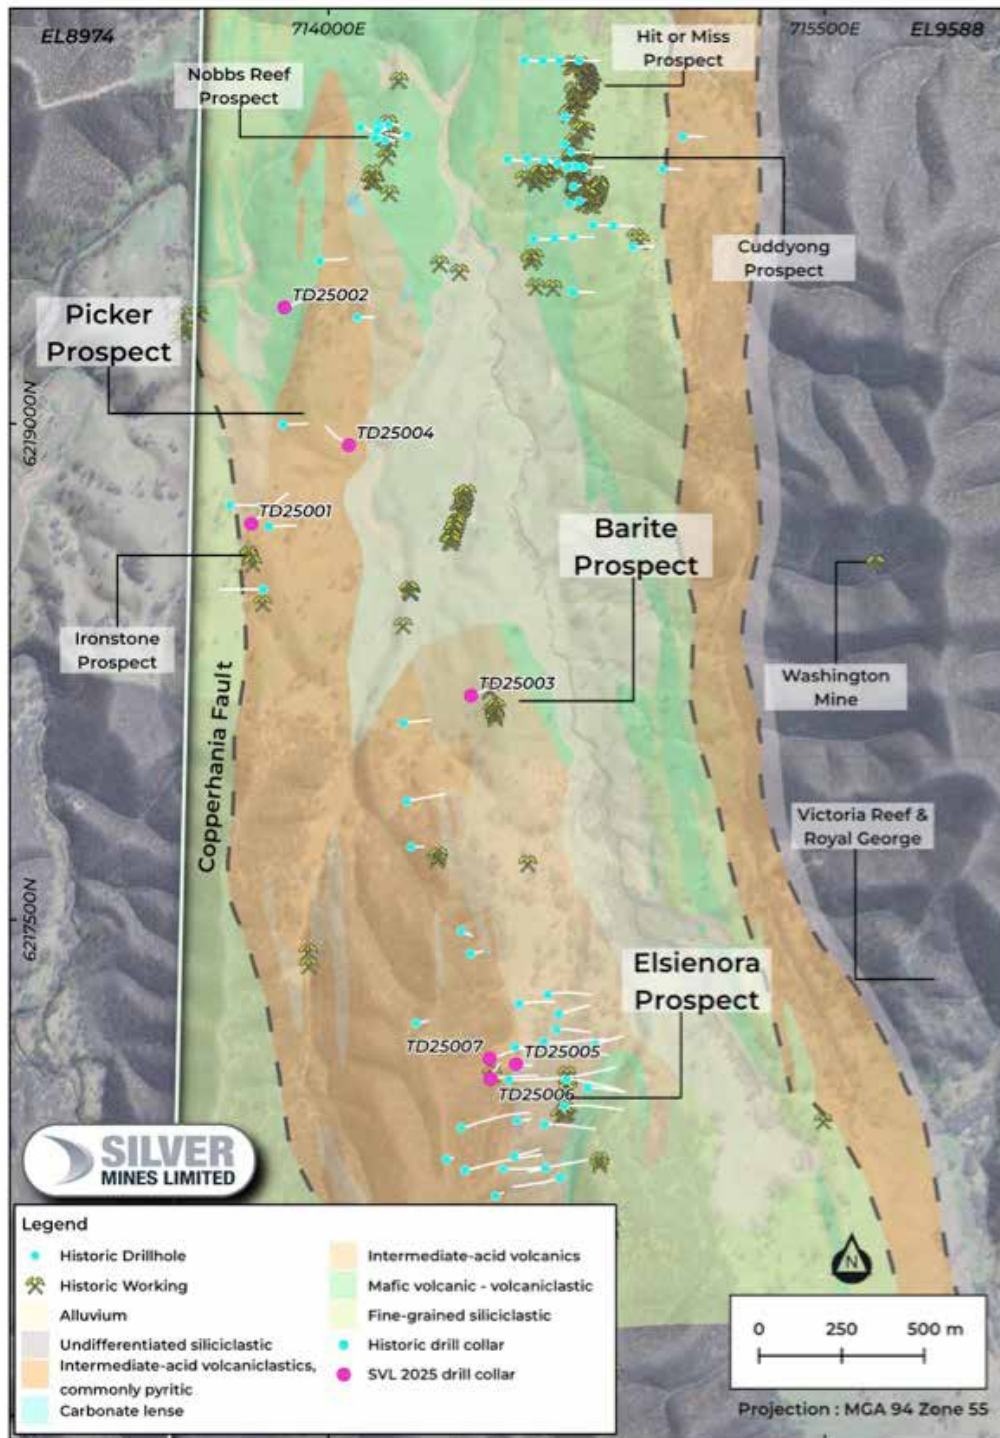 EL8974
714000E
715500E
EL9588
Hit or Miss
Prospect
Nobbs Reef
Prospect
Cuddyong
Prospect
TD25002
Picker
Prospect
6219000N
TD25004
TD25001
Barite
Prospect
Ironstone
Prospect
Copperhania Fault
TD25003
Washington
Mine
Victoria Reef &
Royal George
6217500N
Elsienora
Prospect
TD25007
TD25005
TD25006
SILVER
MINES LIMITED
Legend
Historic Drillhole
Historic Working
Alluvium
Undifferentiated siliciclastic
Intermediate-acid volcaniclastics,
commonly pyritic
Carbonate lense
Intermediate-acid volcanics
Mafic volcanic - volcaniclastic
Fine-grained siliciclastic
Historic drill collar
SVL 2025 drill collar
N
0 250 500 m
Projection : MGA 94 Zone 55